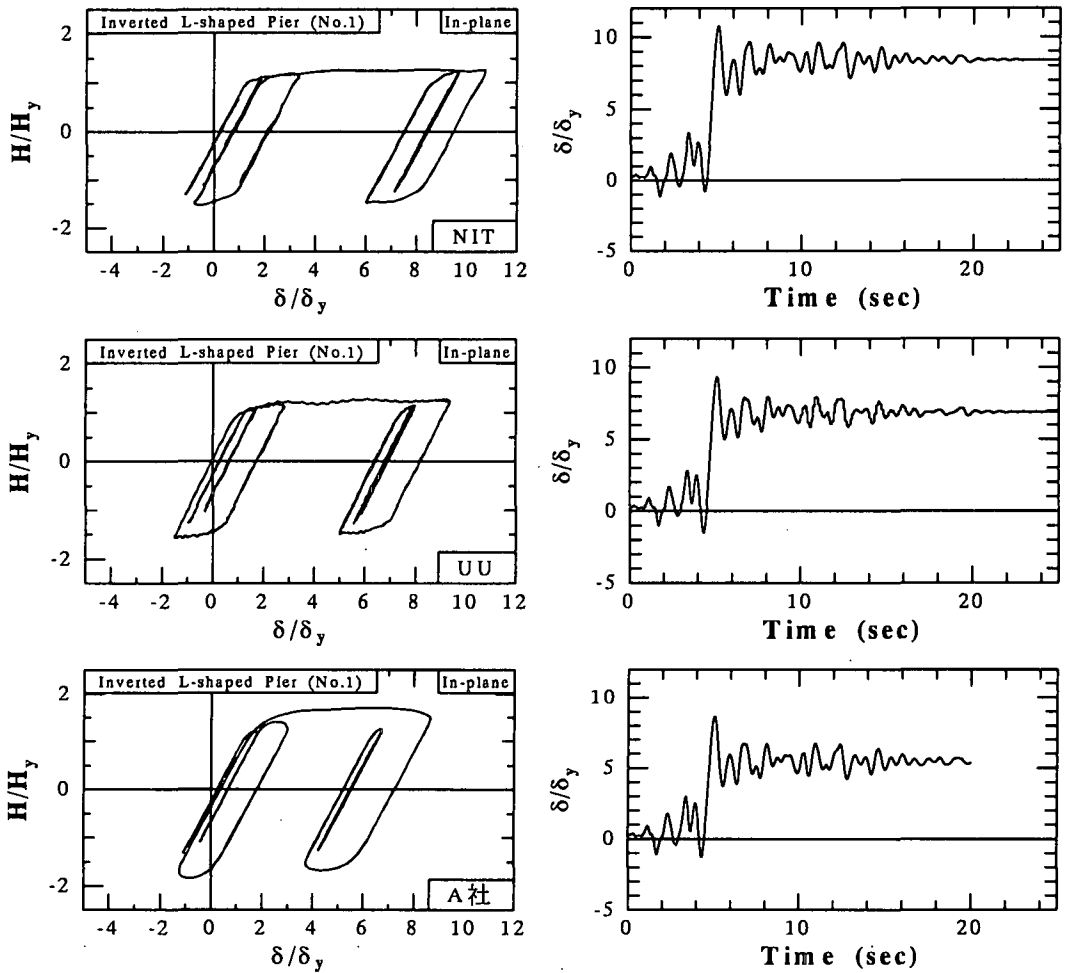 Inverted L-shaped Pier (No.1)
In-plane
2
0
-2
H/Hy
NIT
-4 -2 0 2 4 6 8 10 12
δ/δy
10
5
0
-5
δ/δy
0 10 20
Time (sec)
Inverted L-shaped Pier (No.1)
In-plane
2
0
-2
H/Hy
UU
-4 -2 0 2 4 6 8 10 12
δ/δy
10
5
0
-5
δ/δy
0 10 20
Time (sec)
Inverted L-shaped Pier (No.1)
In-plane
2
0
-2
H/Hy
A社
-4 -2 0 2 4 6 8 10 12
δ/δy
10
5
0
-5
δ/δy
0 10 20
Time (sec)